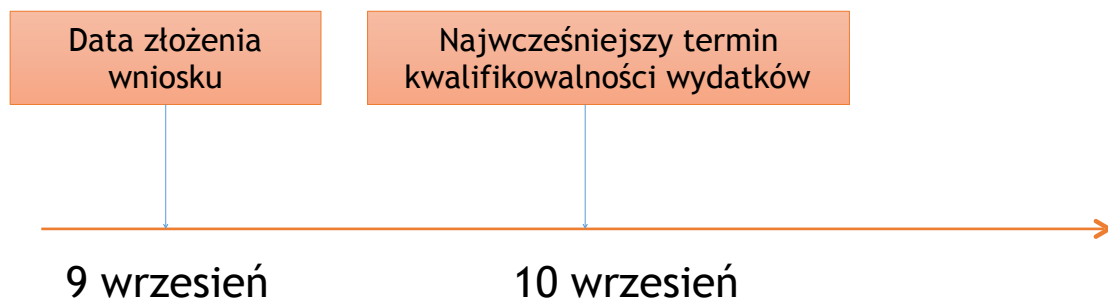 Data złożenia
wniosku
Najwcześniejszy termin
kwalifikowalności wydatków
9 wrzesień
10 wrzesień